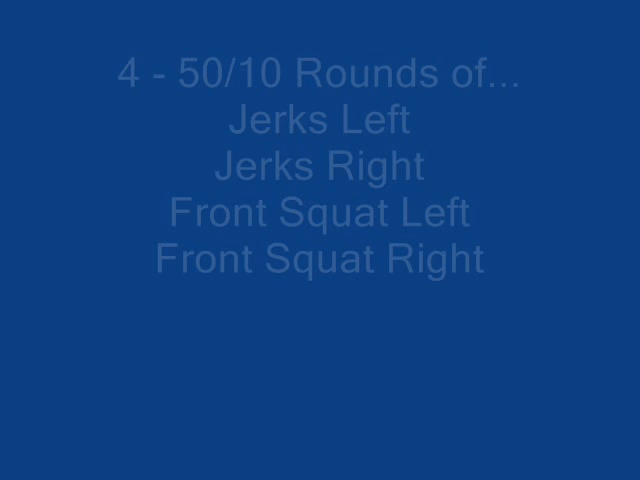 4 - 50/10 Rounds of...
Jerks Left
Jerks Right
Front Squat Left
Front Squat Right